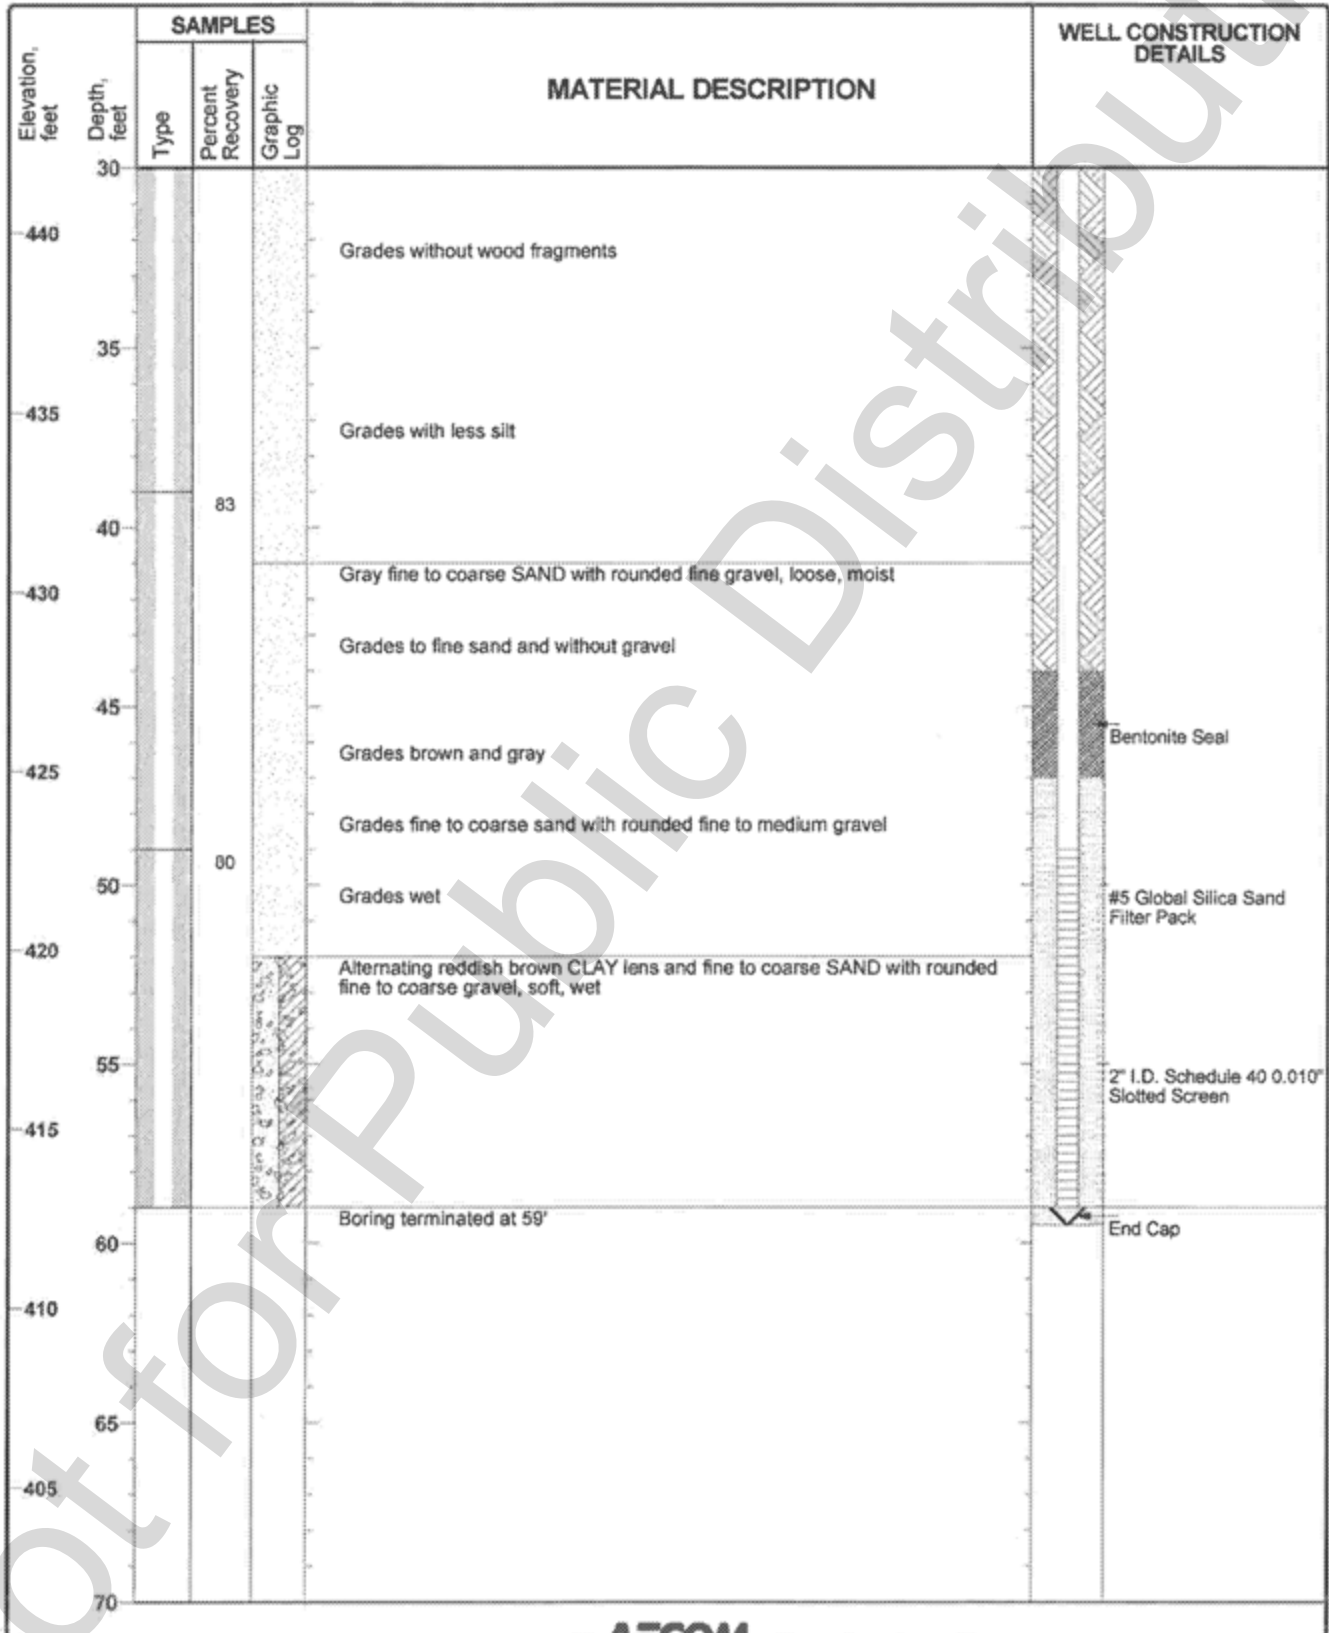 SAMPLES
Elevation,
feet
Depth,
feet
Type
Percent
Recovery
Graphic
Log
MATERIAL DESCRIPTION
WELL CONSTRUCTION
DETAILS
30
440
Grades without wood fragments
35
435
Grades with less silt
83
40
Gray fine to coarse SAND with rounded fine gravel, loose, moist
430
Grades to fine sand and without gravel
45
Bentonite Seal
Grades brown and gray
425
Grades fine to coarse sand with rounded fine to medium gravel
80
50
Grades wet
#5 Global Silica Sand
Filter Pack
420
Alternating reddish brown CLAY lens and fine to coarse SAND with rounded
fine to coarse gravel, soft, wet
55
2" I.D. Schedule 40 0.010"
Slotted Screen
415
Boring terminated at 59'
End Cap
60
410
65
405
70
AECOM
ot for Public Distribut